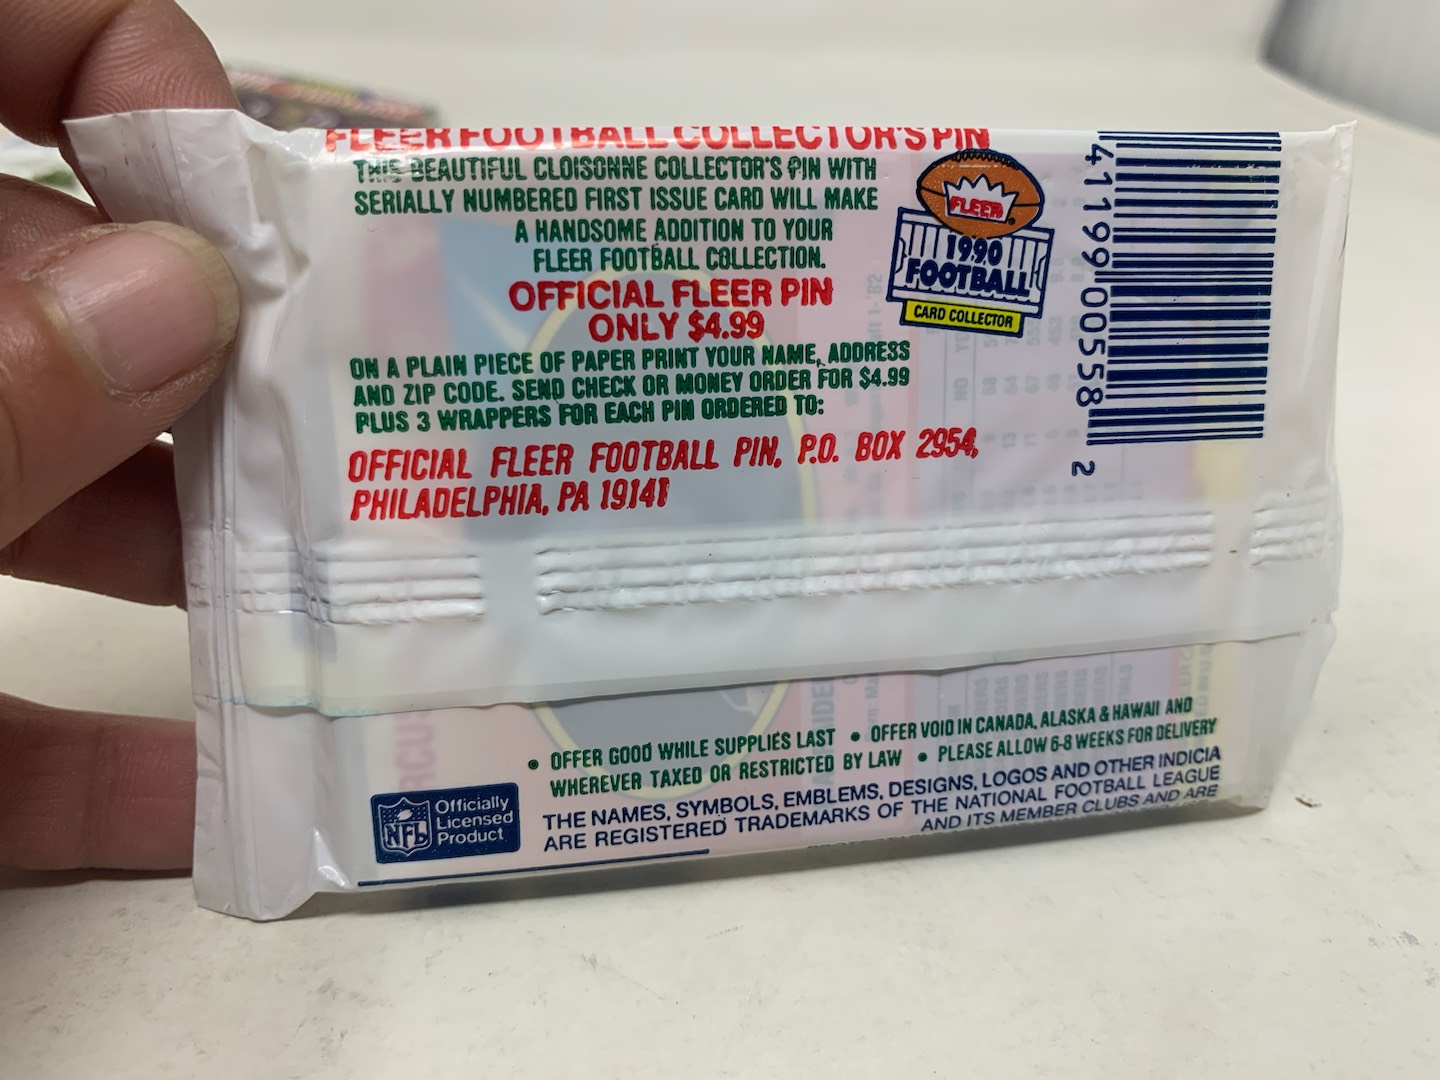 FLEER FOOTBALL COLLECTOR'S PIN
THIS BEAUTIFUL CLOISONNE COLLECTOR'S PIN WITH
SERIALLY NUMBERED FIRST ISSUE CARD WILL MAKE
A HANDSOME ADDITION TO YOUR
FLEER FOOTBALL COLLECTION.
OFFICIAL FLEER PIN
ONLY $4.99
ON A PLAIN PIECE OF PAPER PRINT YOUR NAME, ADDRESS
AND ZIP CODE. SEND CHECK OR MONEY ORDER FOR $4.99
PLUS 3 WRAPPERS FOR EACH PIN ORDERED TO:
OFFICIAL FLEER FOOTBALL PIN, P.O. BOX 2954,
PHILADELPHIA, PA 19141
FLEER
1990
FOOTBALL
CARD COLLECTOR
4 11990 0558 2
• OFFER GOOD WHILE SUPPLIES LAST • OFFER VOID IN CANADA, ALASKA & HAWAII AND
WHEREVER TAXED OR RESTRICTED BY LAW • PLEASE ALLOW 6-8 WEEKS FOR DELIVERY
NFL
Officially
Licensed
Product
THE NAMES, SYMBOLS, EMBLEMS, DESIGNS, LOGOS AND OTHER INDICIA
ARE REGISTERED TRADEMARKS OF THE NATIONAL FOOTBALL LEAGUE
AND ITS MEMBER CLUBS AND ARE